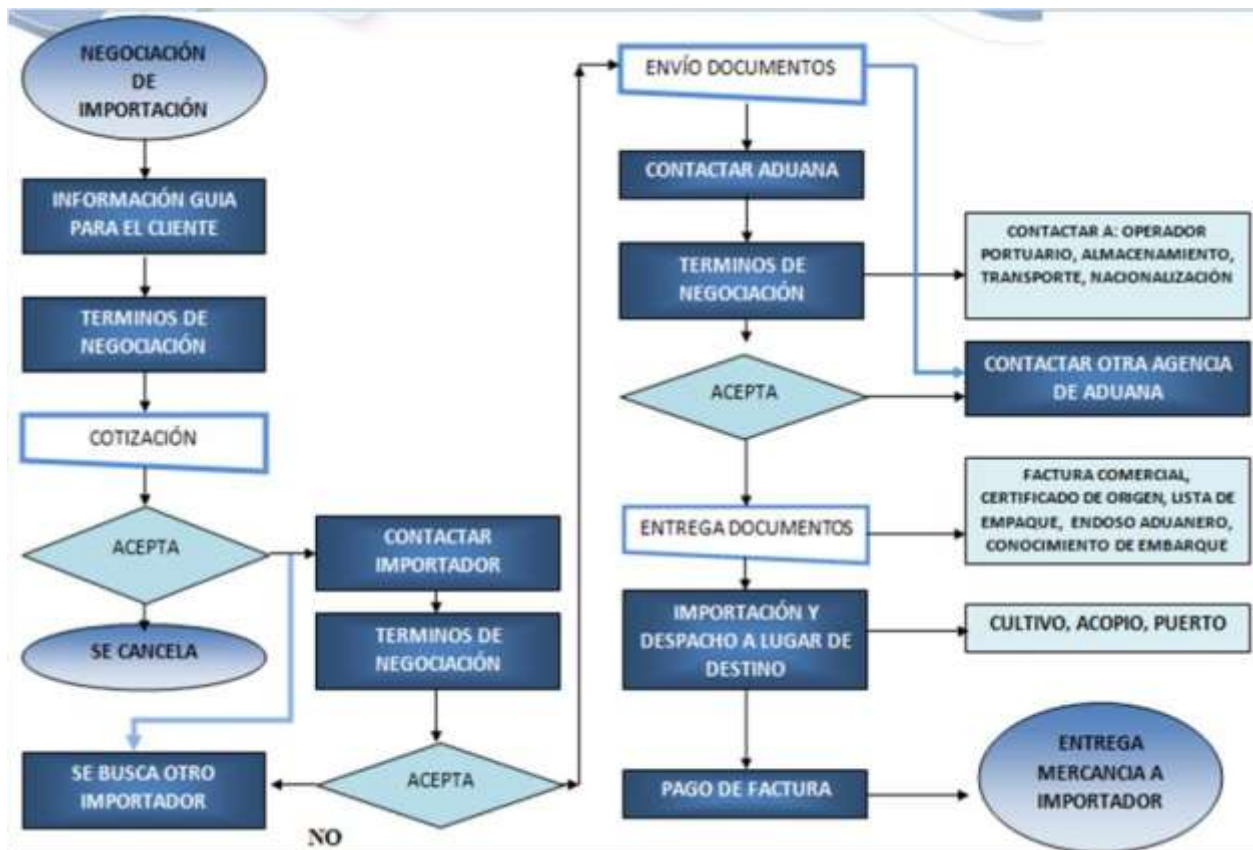 NEGOCIACIÓN
DE
IMPORTACIÓN
INFORMACIÓN GUIA
PARA EL CLIENTE
TERMINOS DE
NEGOCIACIÓN
COTIZACIÓN
ACEPTA
SE CANCELA
SE BUSCA OTRO
IMPORTADOR
CONTACTAR
IMPORTADOR
TERMINOS DE
NEGOCIACIÓN
ACEPTA
NO
ENVÍO DOCUMENTOS
CONTACTAR ADUANA
TERMINOS DE
NEGOCIACIÓN
CONTACTAR A: OPERADOR
PORTUARIO, ALMACENAMIENTO,
TRANSPORTE, NACIONALIZACIÓN
ACEPTA
CONTACTAR OTRA AGENCIA
DE ADUANA
ENTREGA DOCUMENTOS
FACTURA COMERCIAL,
CERTIFICADO DE ORIGEN, LISTA DE
EMPAQUE, ENDOSO ADUANERO,
CONOCIMIENTO DE EMBARQUE
IMPORTACIÓN Y
DESPACHO A LUGAR DE
DESTINO
CULTIVO, ACOPIO, PUERTO
PAGO DE FACTURA
ENTREGA
MERCANCIA A
IMPORTADOR